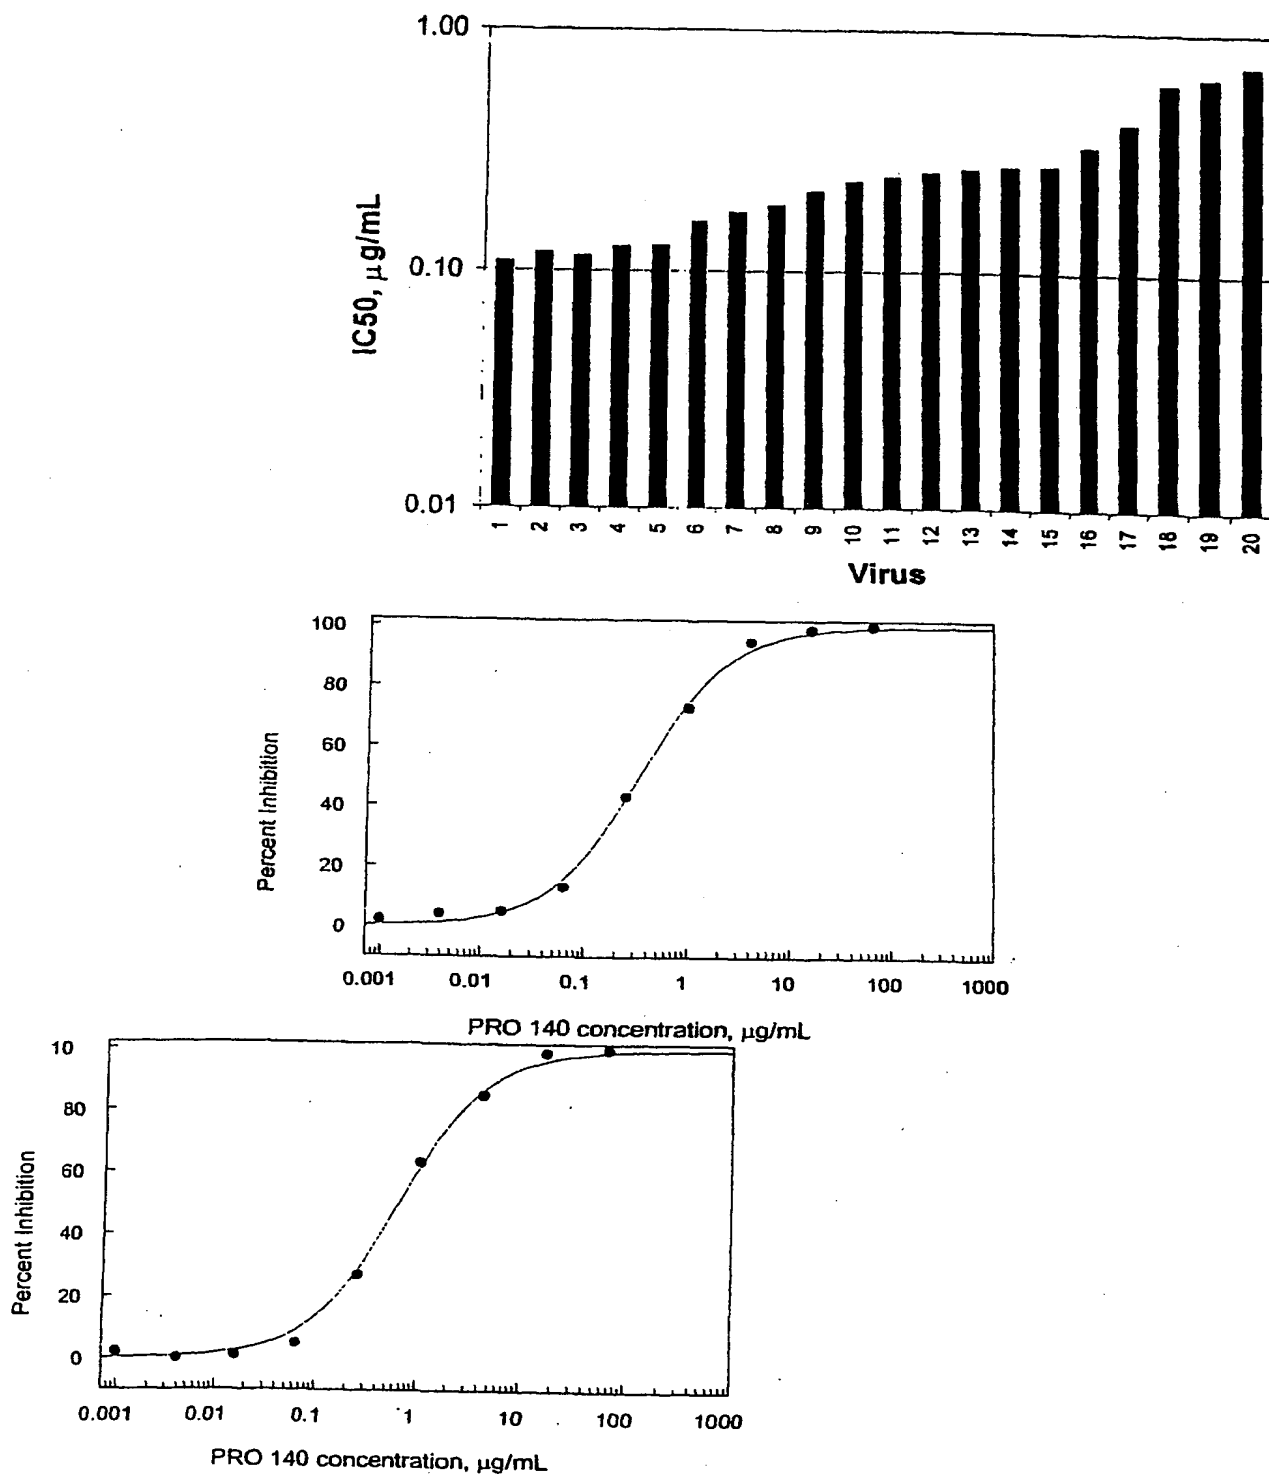 1.00
0.10
0.01
IC50, µg/mL
1 2 3 4 5 6 7 8 9 10 11 12 13 14 15 16 17 18 19 20
Virus
100
80
60
40
20
0
Percent Inhibition
0.001 0.01 0.1 1 10 100 1000
PRO 140 concentration, µg/mL
10
80
60
40
20
0
Percent Inhibition
0.001 0.01 0.1 1 10 100 1000
PRO 140 concentration, µg/mL